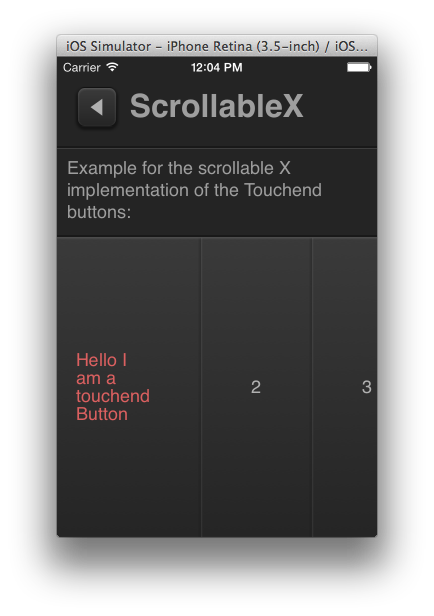 iOS Simulator – iPhone Retina (3.5-inch) / iOS...
Carrier 12:04 PM
ScrollableX
Example for the scrollable X
implementation of the Touchend
buttons:
Hello I
am a
touchend
Button
2
3